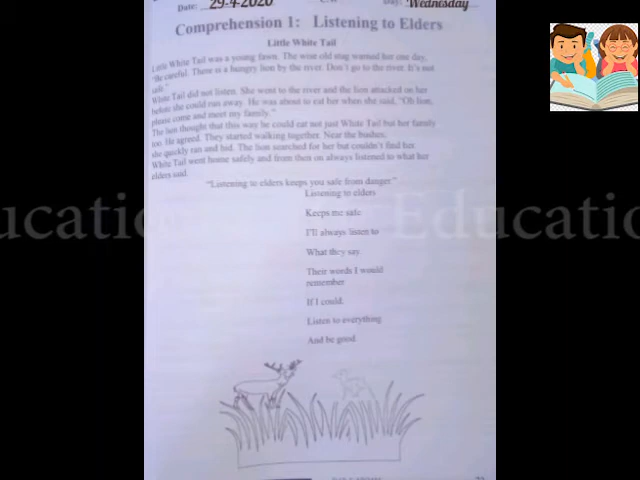 Date: 29-4-2020
Day: Wednesday
Comprehension 1: Listening to Elders
Little White Tail
Little White Tail was a young fawn. The wise old stag warned her one day,
"Be careful. There is a hungry lion by the river. Don't go to the river. It's not
safe."
White Tail did not listen. She went to the river and the lion attacked on her
before she could run away. He was about to eat her when she said, "Oh lion,
please come and meet my family."
The lion thought that this way he could eat not just White Tail but her family
too. He agreed. They started walking together. Near the bushes,
she quickly ran and hid. The lion searched for her but couldn't find her.
White Tail went home safely and from then on always listened to what her
elders said.
"Listening to elders keeps you safe from danger"
Listening to elders
Keeps me safe
I'll always listen to
What they say.
Their words I would
remember
If I could.
Listen to everything
And be good.
Education